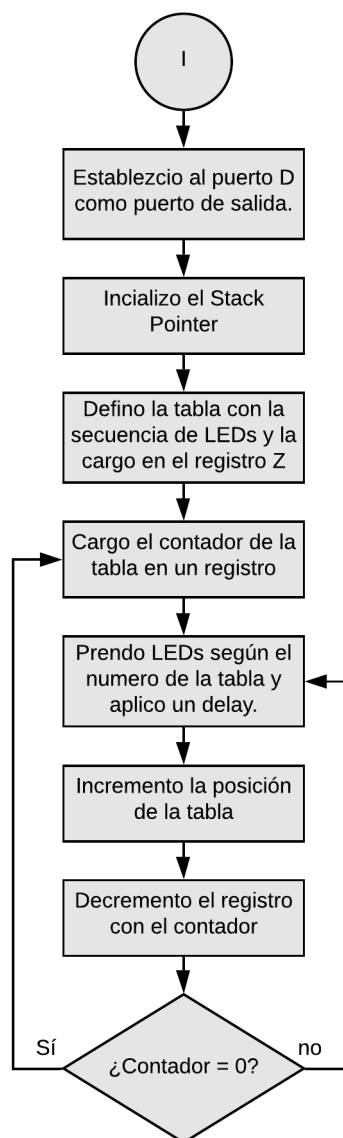 I
Establezcio al puerto D
como puerto de salida.
Incializo el Stack
Pointer
Defino la tabla con la
secuencia de LEDs y la
cargo en el registro Z
Cargo el contador de la
tabla en un registro
Prendo LEDs según el
numero de la tabla y
aplico un delay.
Incremento la posición
de la tabla
Decremento el registro
con el contador
Sí
¿Contador = 0?
no